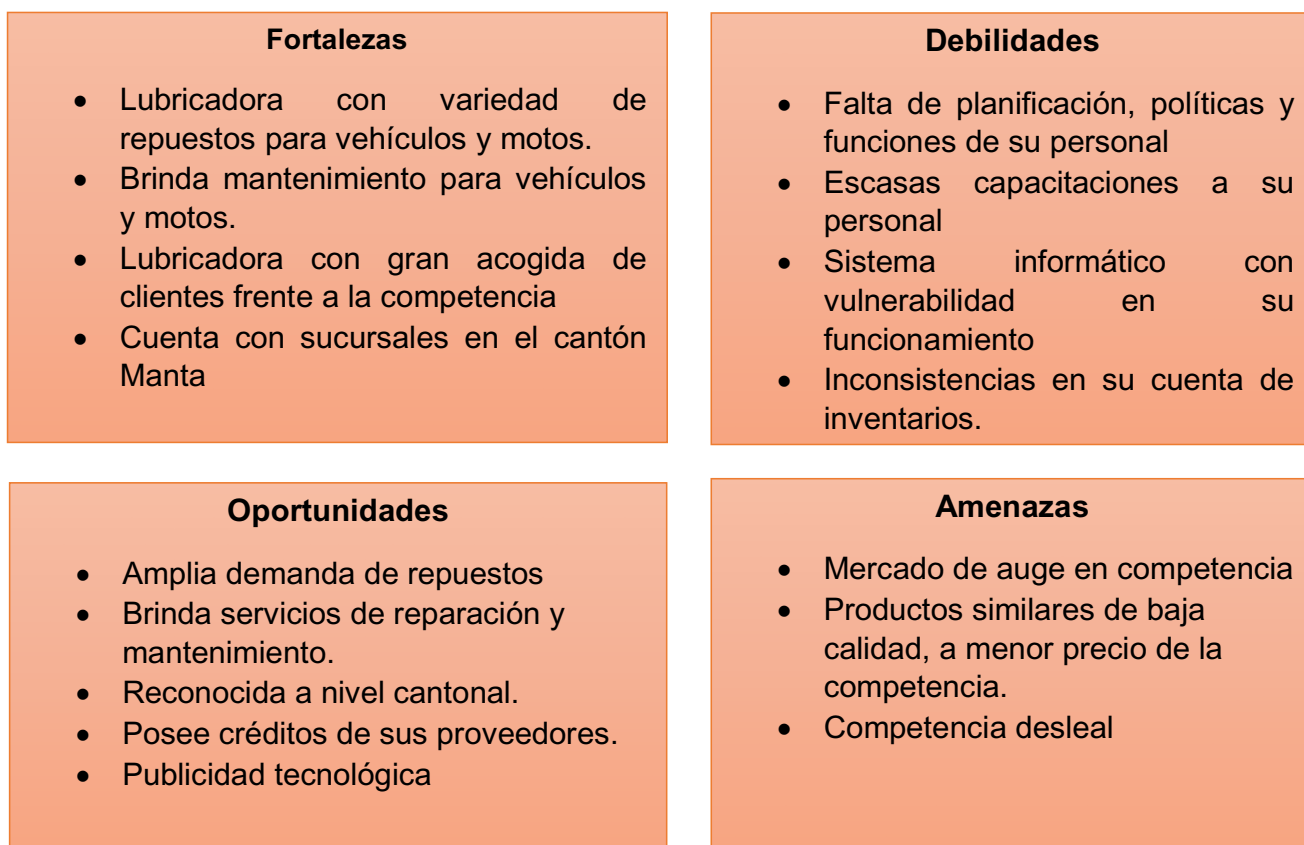 Fortalezas
• Lubricadora con variedad de
repuestos para vehículos y motos.
• Brinda mantenimiento para vehículos
y motos.
• Lubricadora con gran acogida de
clientes frente a la competencia
• Cuenta con sucursales en el cantón
Manta
Debilidades
• Falta de planificación, políticas y
funciones de su personal
• Escasas capacitaciones a su
personal
• Sistema informático con
vulnerabilidad en su
funcionamiento
• Inconsistencias en su cuenta de
inventarios.
Oportunidades
• Amplia demanda de repuestos
• Brinda servicios de reparación y
mantenimiento.
• Reconocida a nivel cantonal.
• Posee créditos de sus proveedores.
• Publicidad tecnológica
Amenazas
• Mercado de auge en competencia
• Productos similares de baja
calidad, a menor precio de la
competencia.
• Competencia desleal